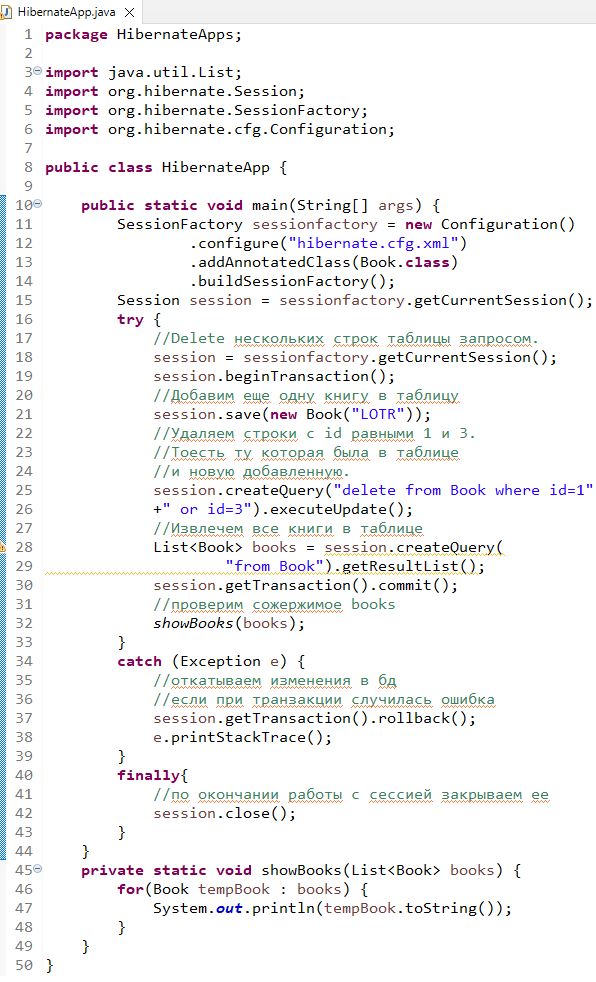 HibernateApp.java
1 package HibernateApps;
2
3 import java.util.List;
4 import org.hibernate.Session;
5 import org.hibernate.SessionFactory;
6 import org.hibernate.cfg.Configuration;
7
8 public class HibernateApp {
9
10     public static void main(String[] args) {
11         SessionFactory sessionfactory = new Configuration()
12                 .configure("hibernate.cfg.xml")
13                 .addAnnotatedClass(Book.class)
14                 .buildSessionFactory();
15         Session session = sessionfactory.getCurrentSession();
16         try {
17             //Delete нескольких строк таблицы запросом.
18             session = sessionfactory.getCurrentSession();
19             session.beginTransaction();
20             //Добавим еще одну книгу в таблицу
21             session.save(new Book("LOTR"));
22             //Удаляем строки с id равными 1 и 3.
23             //Тоесть ту которая была в таблице
24             //и новую добавленную.
25             session.createQuery("delete from Book where id=1"
26             +" or id=3").executeUpdate();
27             //Извлечем все книги в таблице
28             List<Book> books = session.createQuery(
29                     "from Book").getResultList();
30             session.getTransaction().commit();
31             //проверим сожержимое books
32             showBooks(books);
33         }
34         catch (Exception e) {
35             //откатываем изменения в бд
36             //если при транзакции случилась ошибка
37             session.getTransaction().rollback();
38             e.printStackTrace();
39         }
40         finally{
41             //по окончании работы с сессией закрываем ее
42             session.close();
43         }
44     }
45     private static void showBooks(List<Book> books) {
46         for(Book tempBook : books) {
47             System.out.println(tempBook.toString());
48         }
49     }
50 }